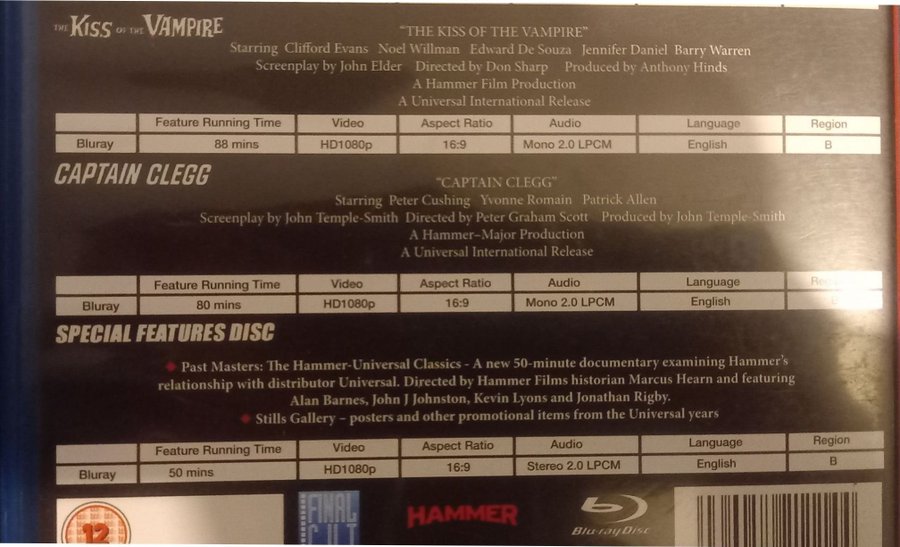 THE KISS OF THE VAMPIRE
"THE KISS OF THE VAMPIRE"
Starring Clifford Evans Noel Willman Edward De Souza Jennifer Daniel Barry Warren
Screenplay by John Elder Directed by Don Sharp Produced by Anthony Hinds
A Hammer Film Production
A Universal International Release
Feature Running Time Video Aspect Ratio Audio Language Region
Bluray 88 mins HD1080p 16:9 Mono 2.0 LPCM English B
CAPTAIN CLEGG
"CAPTAIN CLEGG"
Starring Peter Cushing Yvonne Romain Patrick Allen
Screenplay by John Temple-Smith Directed by Peter Graham Scott Produced by John Temple-Smith
A Hammer–Major Production
A Universal International Release
Feature Running Time Video Aspect Ratio Audio Language Region
Bluray 80 mins HD1080p 16:9 Mono 2.0 LPCM English B
SPECIAL FEATURES DISC
Past Masters: The Hammer-Universal Classics - A new 50-minute documentary examining Hammer's
relationship with distributor Universal. Directed by Hammer Films historian Marcus Hearn and featuring
Alan Barnes, John J Johnston, Kevin Lyons and Jonathan Rigby.
Stills Gallery – posters and other promotional items from the Universal years
Feature Running Time Video Aspect Ratio Audio Language Region
Bluray 50 mins HD1080p 16:9 Stereo 2.0 LPCM English B
12 FINAL CUT HAMMER Blu-ray Disc